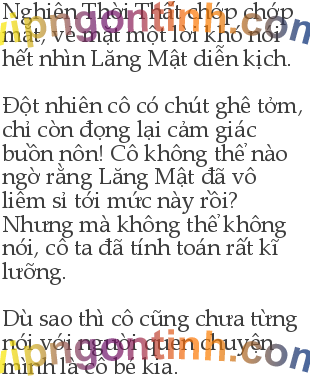 Nghiên Thời Thất chớp chớp
mắt, vẻ mặt một lời khó nói
hết nhìn Lăng Mật diễn kịch.
Đột nhiên cô có chút ghê tởm,
chỉ còn đọng lại cảm giác
buồn nôn! Cô không thể nào
ngờ rằng Lăng Mật đã vô
liêm sỉ tới mức này rồi?
Nhưng mà không thể không
nói, cô ta đã tính toán rất kĩ
lưỡng.
Dù sao thì cô cũng chưa từng
nói với người quen chuyện
mình là cô bé kia.
vipngontinh.com
vipngontinh.com